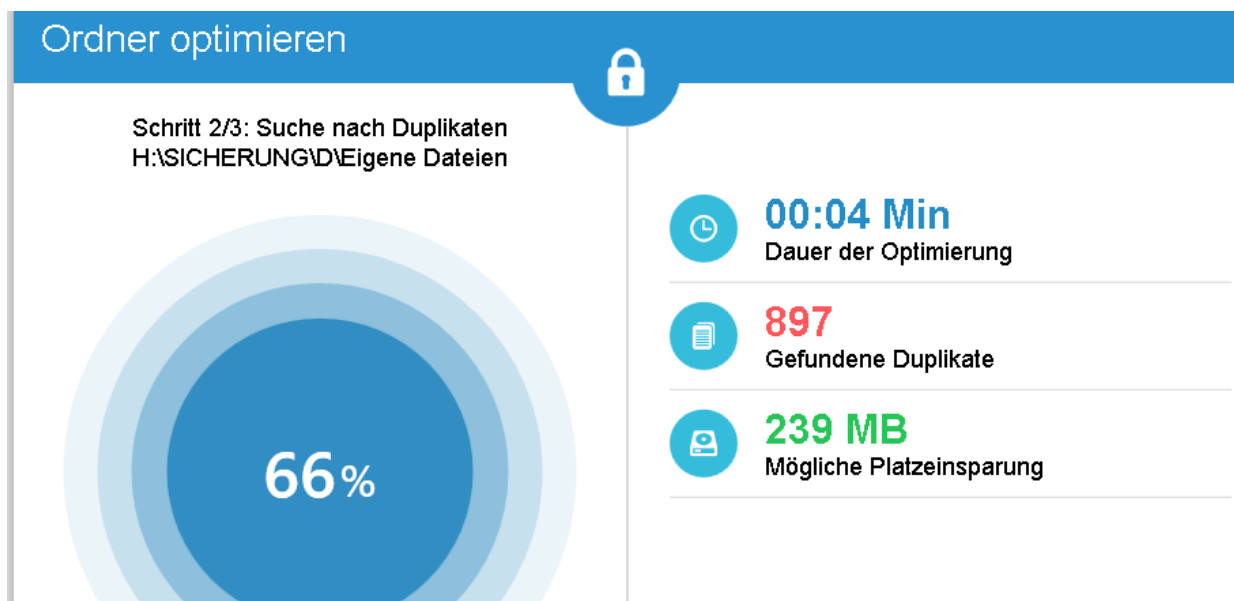 Ordner optimieren
Schritt 2/3: Suche nach Duplikaten
H:\SICHERUNG\D\Eigene Dateien
66%
00:04 Min
Dauer der Optimierung
897
Gefundene Duplikate
239 MB
Mögliche Platzeinsparung